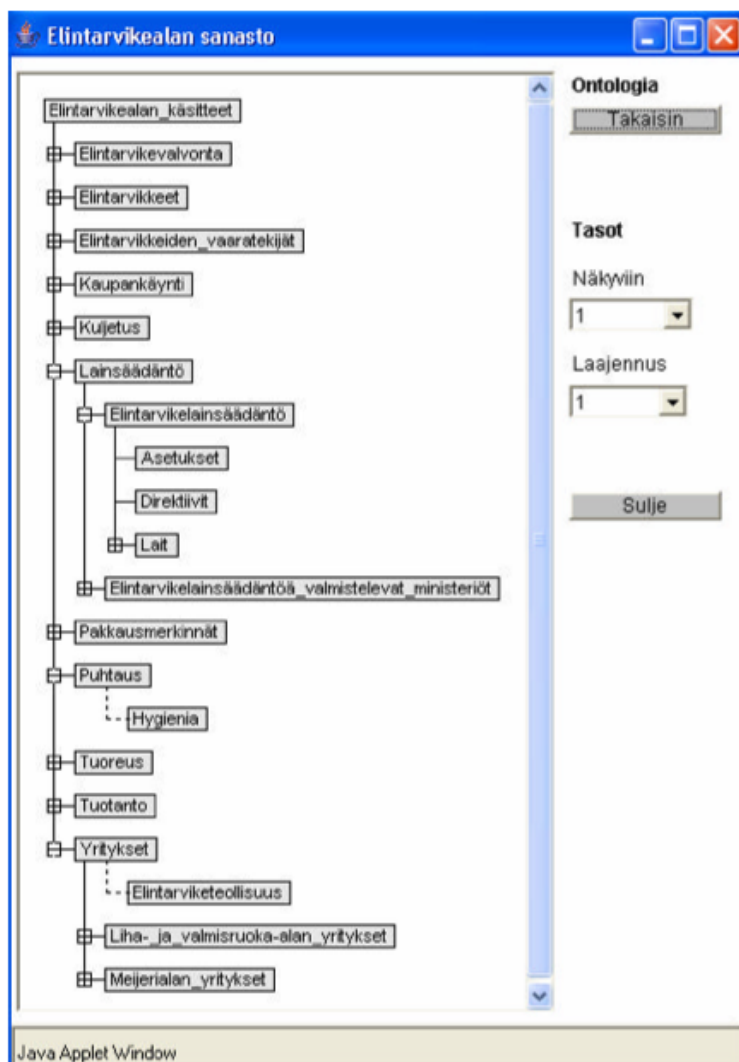 Elintarvikealan sanasto
Elintarvikealan_käsitteet
Elintarvikevalvonta
Elintarvikkeet
Elintarvikkeiden_vaaratekijät
Kaupankäynti
Kuljetus
Lainsäädäntö
Elintarvikelainsäädäntö
Asetukset
Direktiivit
Lait
Elintarvikelainsäädäntöä_valmistelevat_ministeriöt
Pakkausmerkinnät
Puhtaus
Hygienia
Tuoreus
Tuotanto
Yritykset
Elintarviketeollisuus
Liha-_ja_valmisruoka-alan_yritykset
Meijerialan_yritykset
Ontologia
Takaisin
Tasot
Näkyviin
1
Laajennus
1
Sulje
Java Applet Window